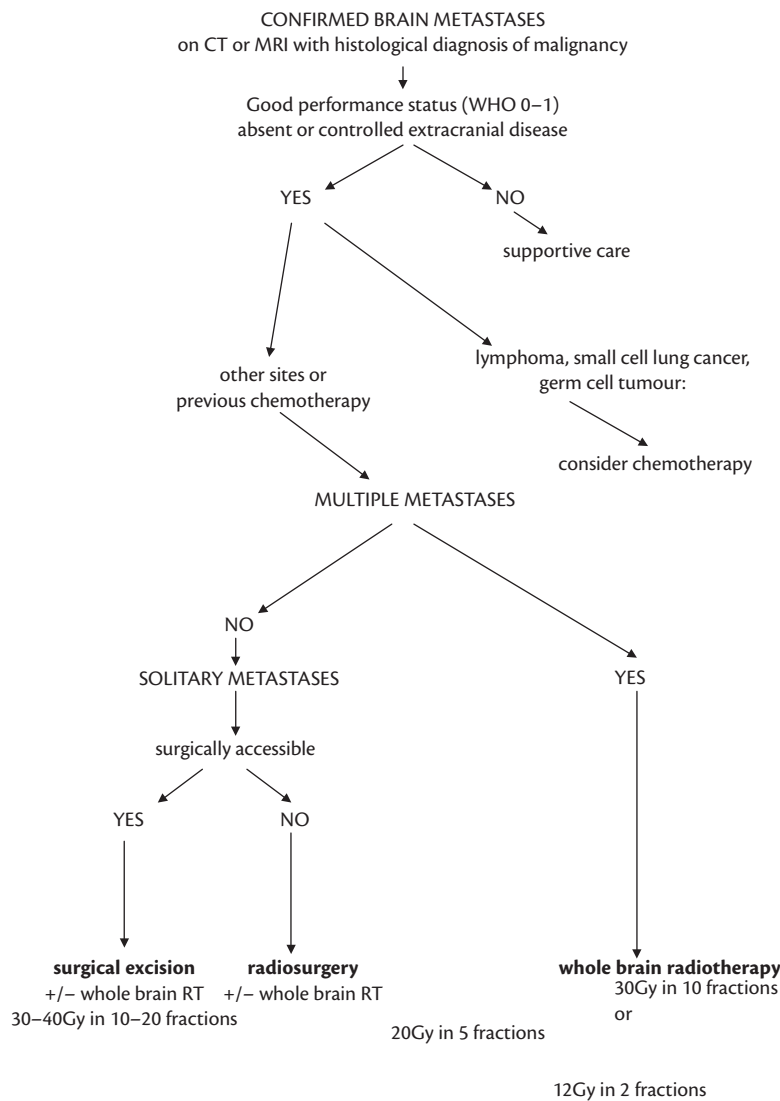 CONFIRMED BRAIN METASTASES
on CT or MRI with histological diagnosis of malignancy
Good performance status (WHO 0–1)
absent or controlled extracranial disease
YES
NO
supportive care
other sites or
previous chemotherapy
lymphoma, small cell lung cancer,
germ cell tumour:
consider chemotherapy
MULTIPLE METASTASES
NO
SOLITARY METASTASES
YES
surgically accessible
YES
NO
surgical excision
+/– whole brain RT
30–40Gy in 10–20 fractions
radiosurgery
+/– whole brain RT
whole brain radiotherapy
30Gy in 10 fractions
or
20Gy in 5 fractions
12Gy in 2 fractions